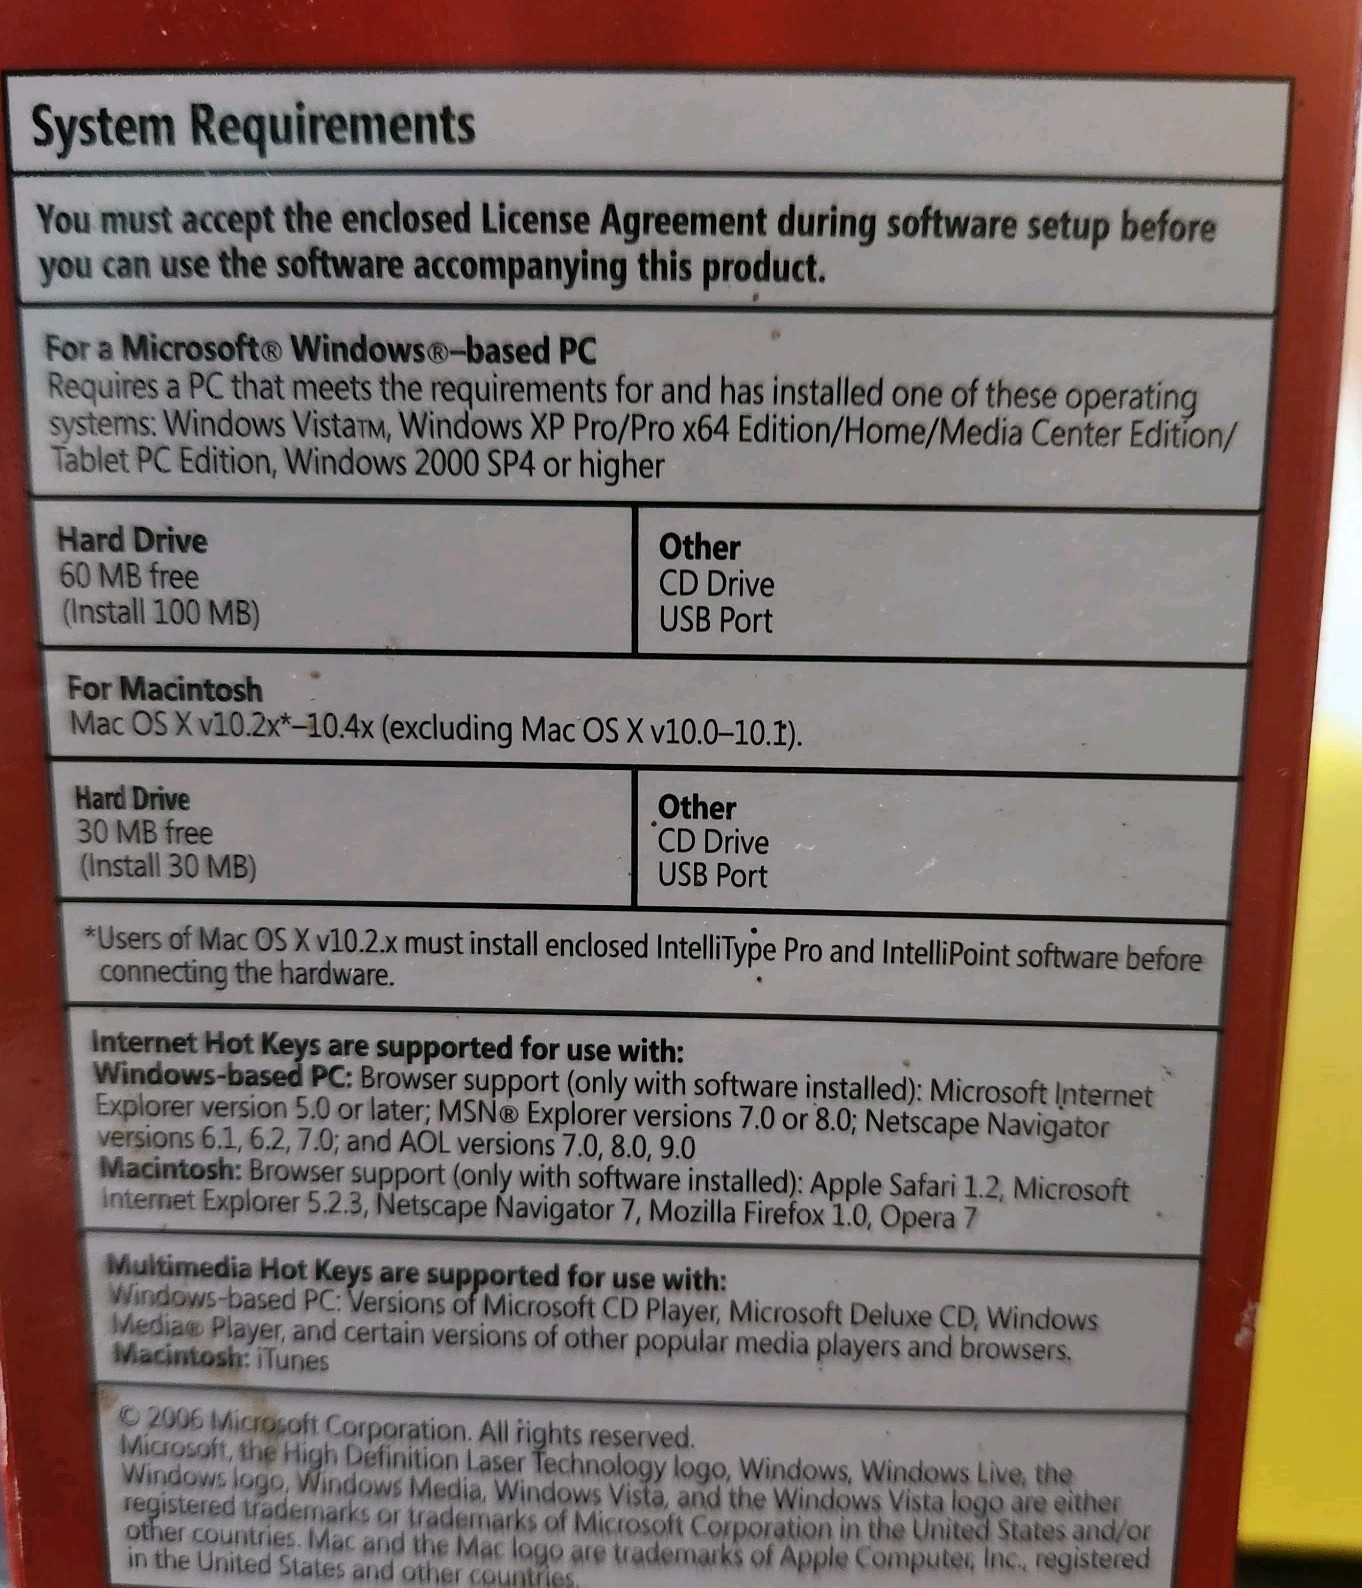 System Requirements
You must accept the enclosed License Agreement during software setup before
you can use the software accompanying this product.
For a Microsoft® Windows®–based PC
Requires a PC that meets the requirements for and has installed one of these operating
systems: Windows Vista™, Windows XP Pro/Pro x64 Edition/Home/Media Center Edition/
Tablet PC Edition, Windows 2000 SP4 or higher
Hard Drive
60 MB free
(Install 100 MB)
Other
CD Drive
USB Port
For Macintosh
Mac OS X v10.2x*–10.4x (excluding Mac OS X v10.0–10.1).
Hard Drive
30 MB free
(Install 30 MB)
Other
CD Drive
USB Port
*Users of Mac OS X v10.2.x must install enclosed IntelliType Pro and IntelliPoint software before
connecting the hardware.
Internet Hot Keys are supported for use with:
Windows-based PC: Browser support (only with software installed): Microsoft Internet
Explorer version 5.0 or later; MSN® Explorer versions 7.0 or 8.0; Netscape Navigator
versions 6.1, 6.2, 7.0; and AOL versions 7.0, 8.0, 9.0
Macintosh: Browser support (only with software installed): Apple Safari 1.2, Microsoft
Internet Explorer 5.2.3, Netscape Navigator 7, Mozilla Firefox 1.0, Opera 7
Multimedia Hot Keys are supported for use with:
Windows-based PC: Versions of Microsoft CD Player, Microsoft Deluxe CD, Windows
Media® Player, and certain versions of other popular media players and browsers.
Macintosh: iTunes
© 2006 Microsoft Corporation. All rights reserved.
Microsoft, the High Definition Laser Technology logo, Windows, Windows Live, the
Windows logo, Windows Media, Windows Vista, and the Windows Vista logo are either
registered trademarks or trademarks of Microsoft Corporation in the United States and/or
other countries. Mac and the Mac logo are trademarks of Apple Computer, Inc., registered
in the United States and other countries.